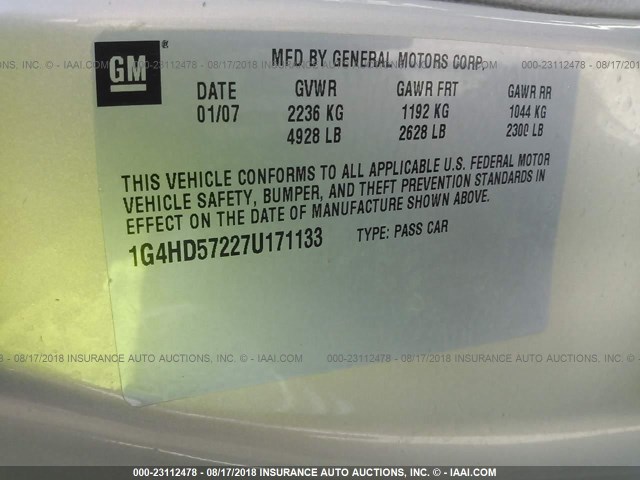 GM ®
MFD BY GENERAL MOTORS CORP.
DATE GVWR GAWR FRT GAWR RR
01/07 2236 KG 1192 KG 1044 KG
4928 LB 2628 LB 2300 LB
THIS VEHICLE CONFORMS TO ALL APPLICABLE U.S. FEDERAL MOTOR
VEHICLE SAFETY, BUMPER, AND THEFT PREVENTION STANDARDS IN
EFFECT ON THE DATE OF MANUFACTURE SHOWN ABOVE.
1G4HD57227U171133 TYPE: PASS CAR
000-23112478 - 08/17/2018 INSURANCE AUTO AUCTIONS, INC. © - IAAI.COM